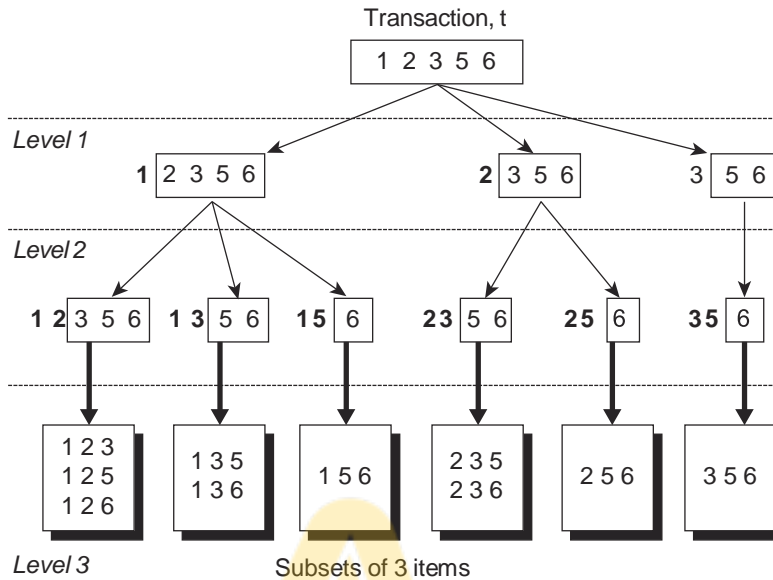 Transaction, t
1 2 3 5 6
Level 1
1 2 3 5 6
2 3 5 6
3 5 6
Level 2
1 2 3 5 6
1 3 5 6
1 5 6
2 3 5 6
2 5 6
3 5 6
1 2 3
1 2 5
1 2 6
1 3 5
1 3 6
1 5 6
2 3 5
2 3 6
2 5 6
3 5 6
Level 3
Subsets of 3 items